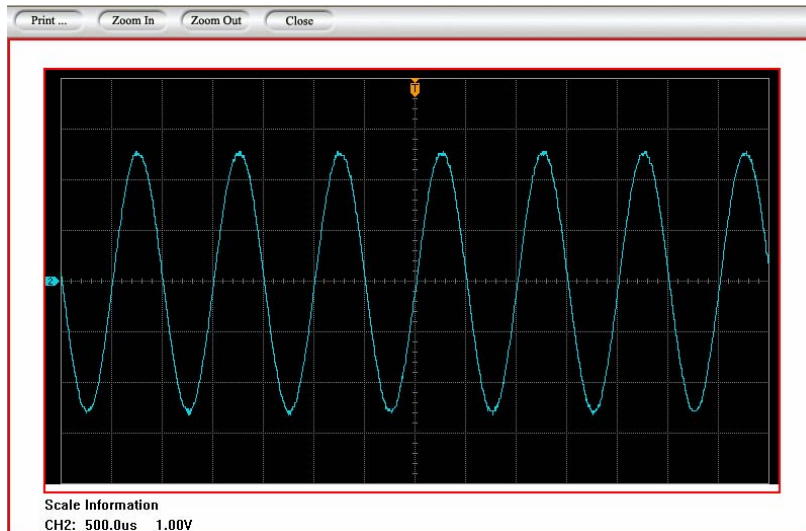 Print ... Zoom In Zoom Out Close
T
2
Scale Information
CH2: 500.0us 1.00V